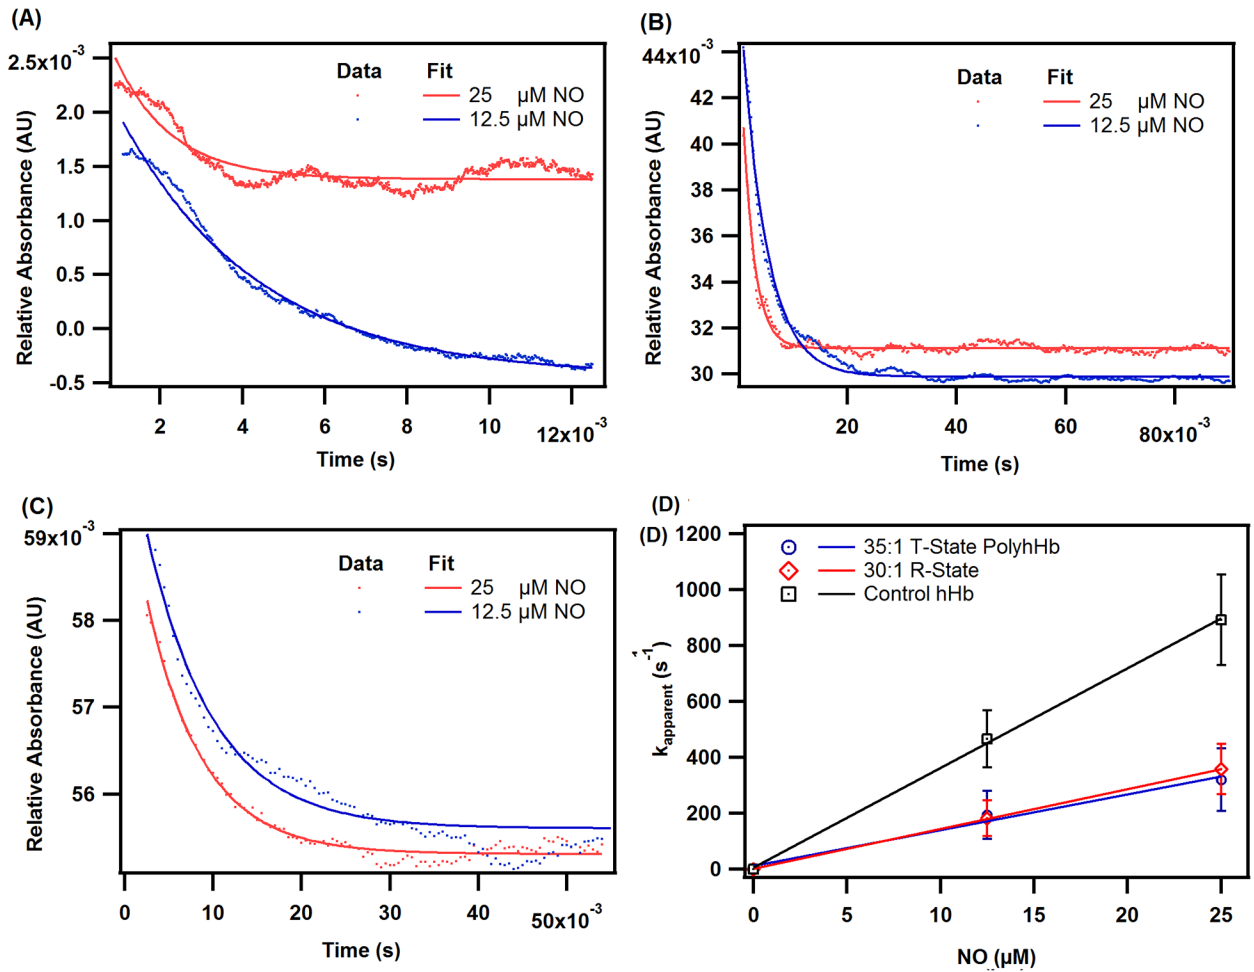 (A)
2.5x10⁻³
2.0
1.5
1.0
0.5
0.0
-0.5
Relative Absorbance (AU)
Data Fit
25 µM NO
12.5 µM NO
2 4 6 8 10 12x10⁻³
Time (s)
(B)
44x10⁻³
42
40
38
36
34
32
30
Relative Absorbance (AU)
Data Fit
25 µM NO
12.5 µM NO
20 40 60 80x10⁻³
Time (s)
(C)
59x10⁻³
58
57
56
Relative Absorbance (AU)
Data Fit
25 µM NO
12.5 µM NO
0 10 20 30 40 50x10⁻³
Time (s)
(D)
(D)
1200
1000
800
600
400
200
0
kapparent (s⁻¹)
35:1 T-State PolyhHb
30:1 R-State
Control hHb
0 5 10 15 20 25
NO (µM)